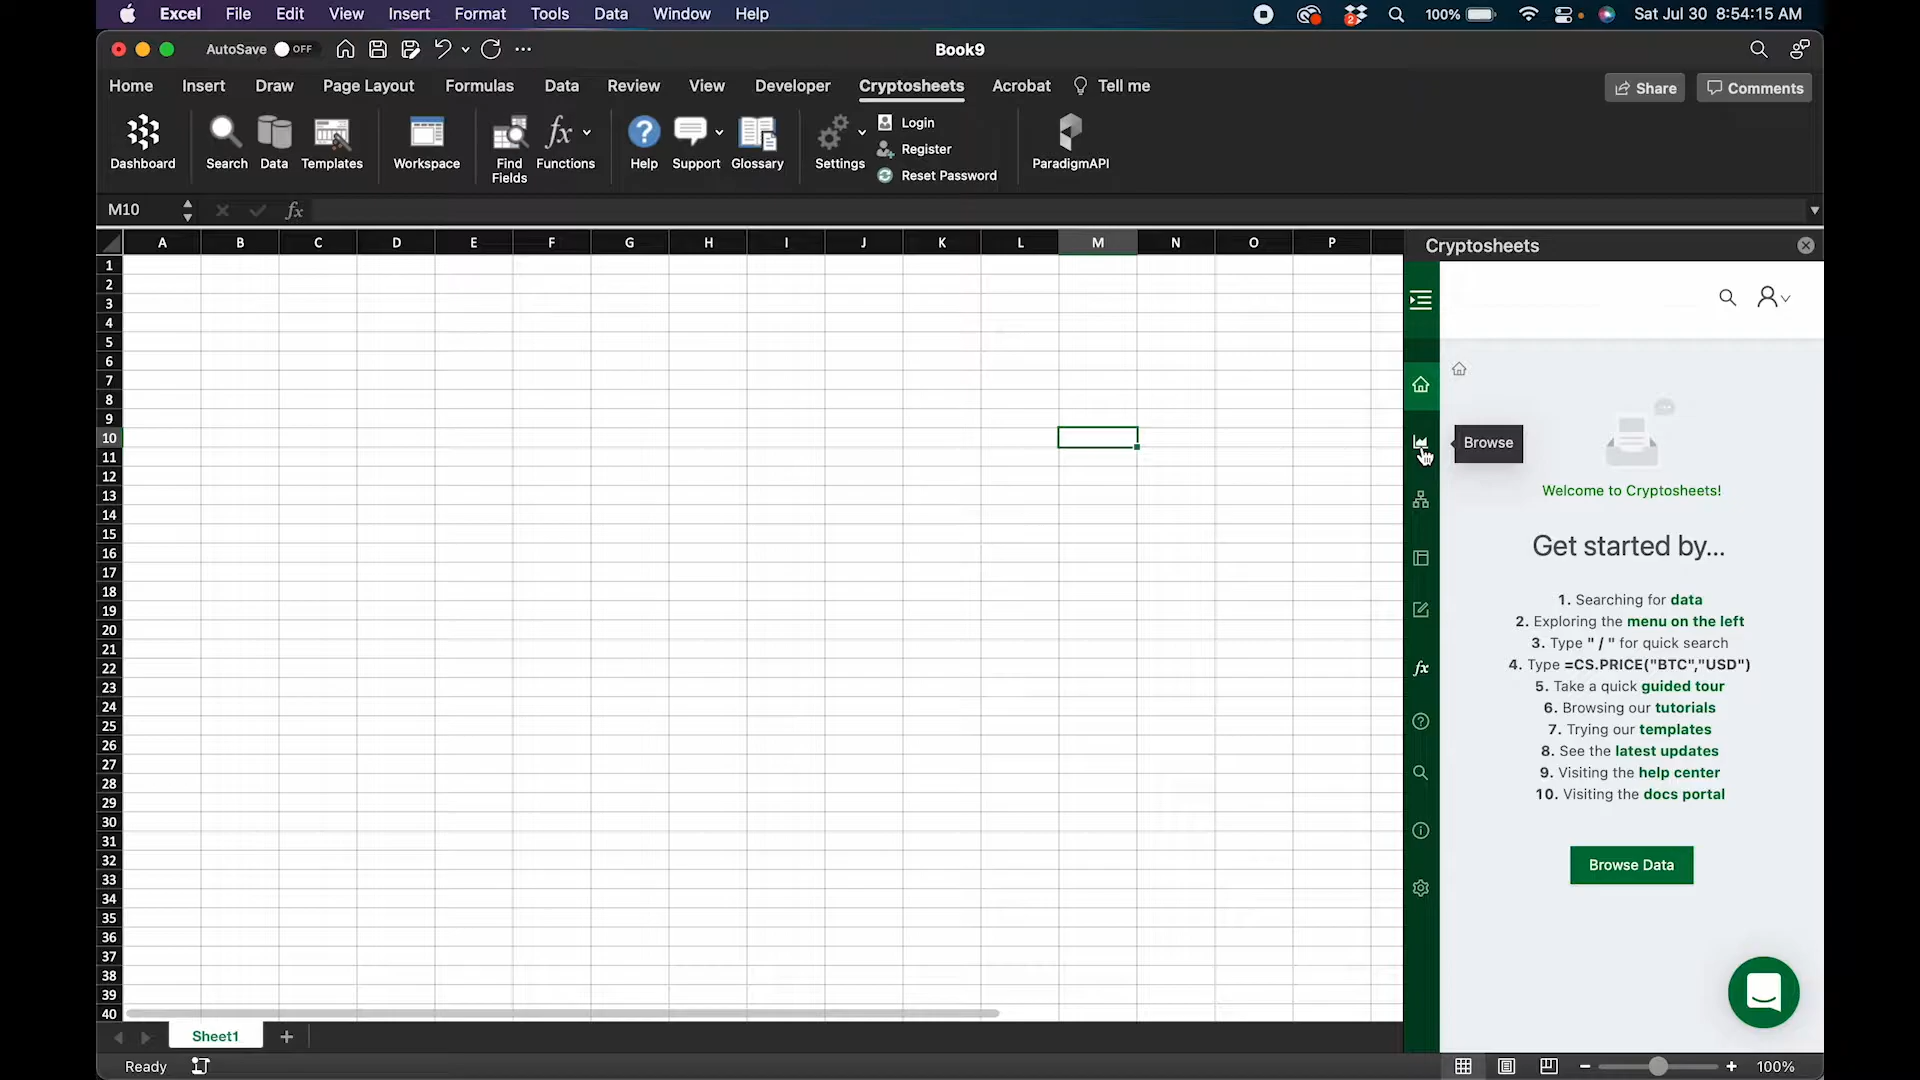 Excel File Edit View Insert Format Tools Data Window Help 2 100% Sat Jul 30 8:54:15 AM
AutoSave OFF Book9
Home Insert Draw Page Layout Formulas Data Review View Developer Cryptosheets Acrobat Tell me Share Comments
Dashboard Search Data Templates Workspace Find Fields Functions Help Support Glossary Settings ParadigmAPI
Login
Register
Reset Password
M10 fx
A B C D E F G H I J K L M N O P
1
2
3
4
5
6
7
8
9
10
11
12
13
14
15
16
17
18
19
20
21
22
23
24
25
26
27
28
29
30
31
32
33
34
35
36
37
38
39
40
Cryptosheets
Browse
fx
Welcome to Cryptosheets!
Get started by...
1. Searching for data
2. Exploring the menu on the left
3. Type "/" for quick search
4. Type =CS.PRICE("BTC","USD")
5. Take a quick guided tour
6. Browsing our tutorials
7. Trying our templates
8. See the latest updates
9. Visiting the help center
10. Visiting the docs portal
Browse Data
Sheet1
Ready 100%